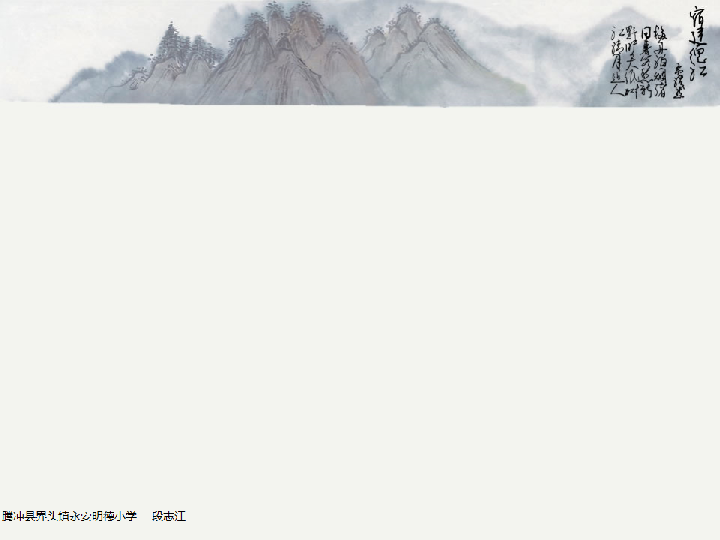 宿建德江
孟浩然
移舟泊烟渚
日暮客愁新
野旷天低树
江清月近人
腾冲县界头镇永安明德小学 段志江